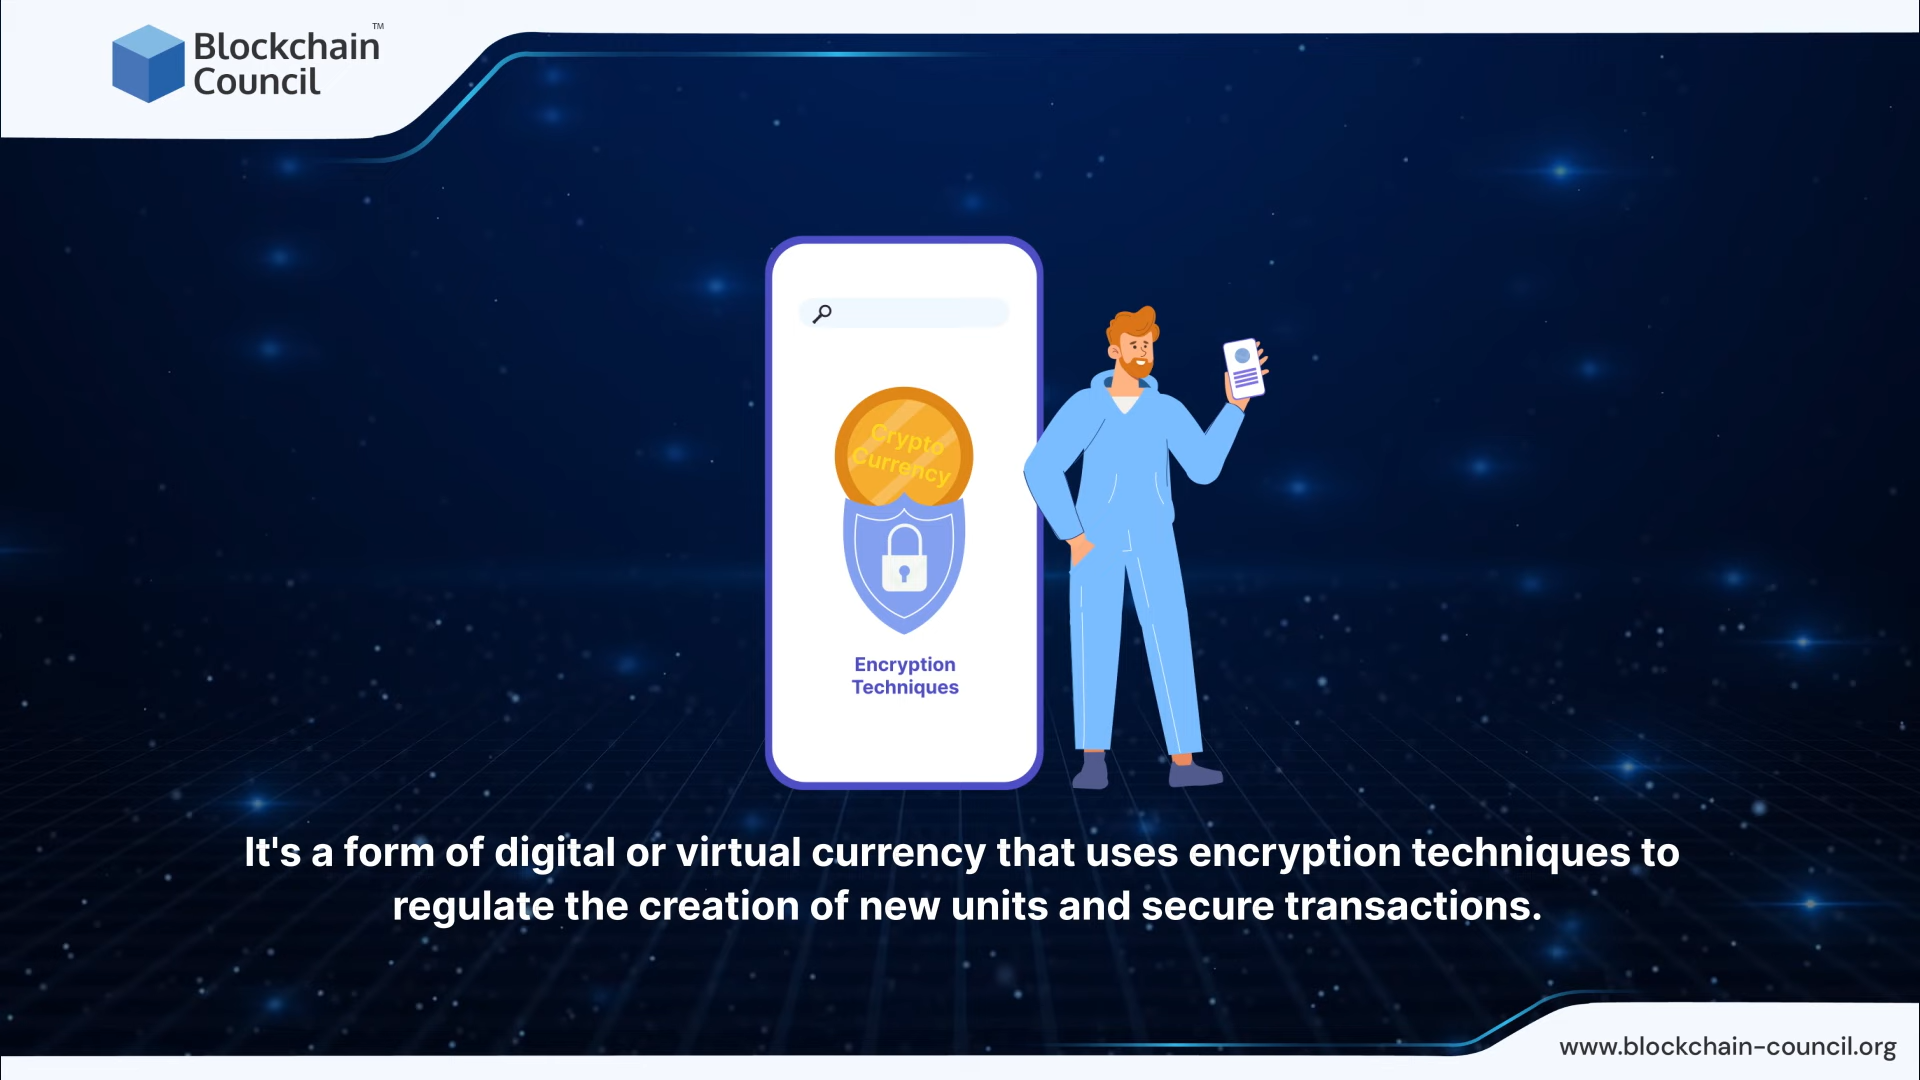 Blockchain
Council
TM
Crypto
Currency
Encryption
Techniques
It's a form of digital or virtual currency that uses encryption techniques to
regulate the creation of new units and secure transactions.
www.blockchain-council.org